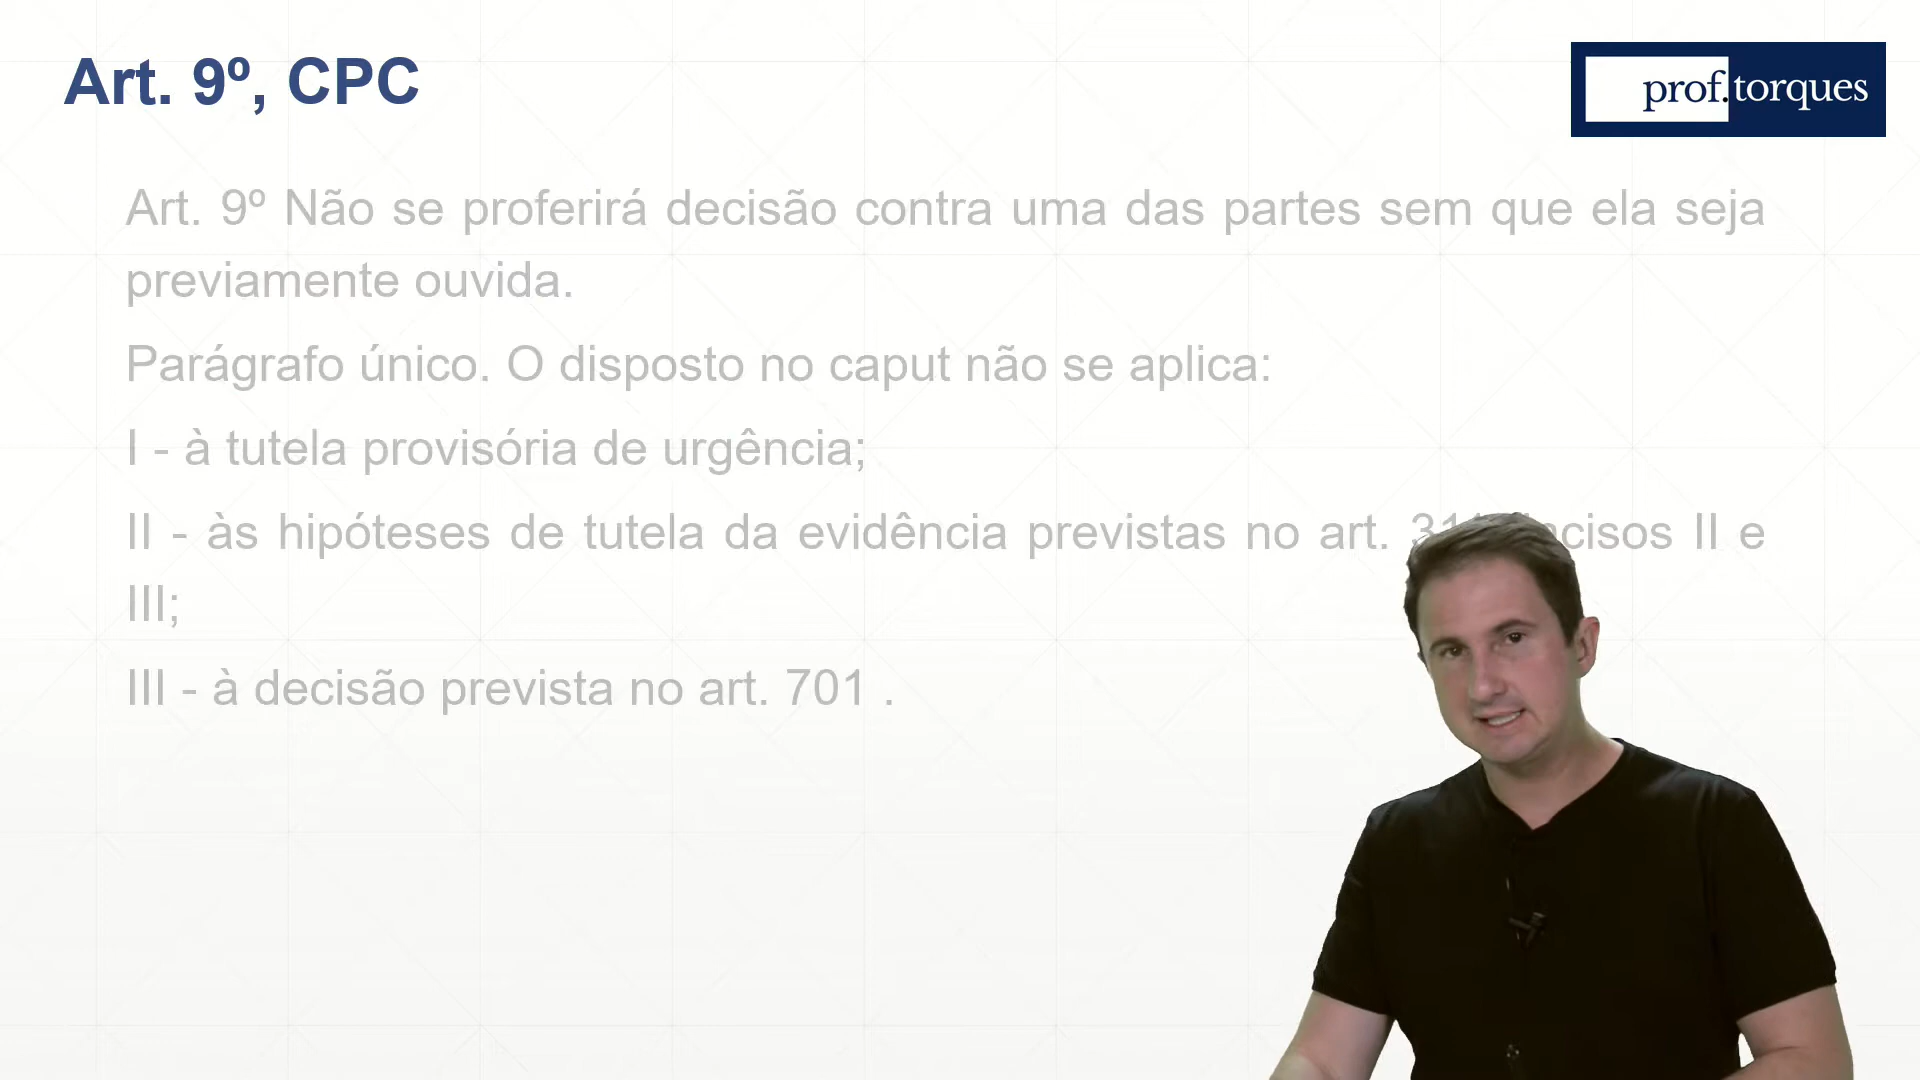 Art. 9º, CPC
prof.torques
Art. 9º Não se proferirá decisão contra uma das partes sem que ela seja
previamente ouvida.
Parágrafo único. O disposto no caput não se aplica:
I - à tutela provisória de urgência;
II - às hipóteses de tutela da evidência previstas no art. incisos II e
III;
III - à decisão prevista no art. 701 .